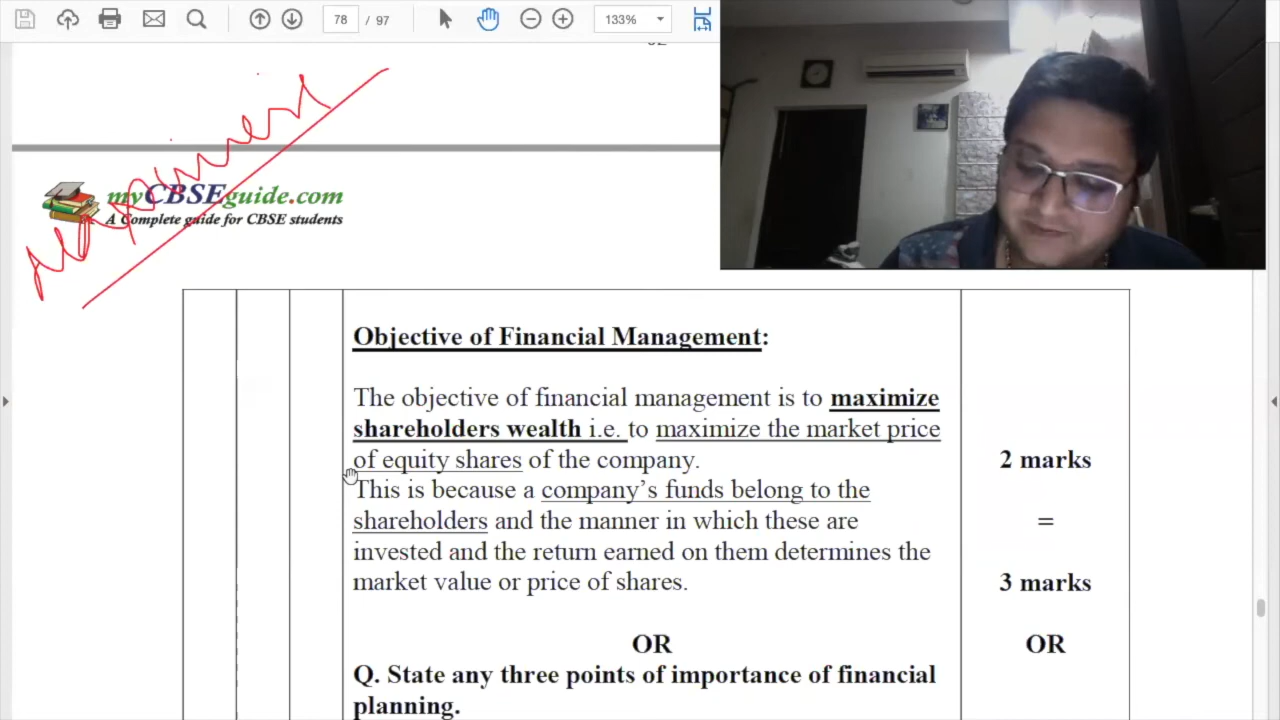 78 / 97
133%
myCBSEguide.com
A Complete guide for CBSE students
Objective of Financial Management:
The objective of financial management is to maximize
shareholders wealth i.e. to maximize the market price
of equity shares of the company.
2 marks
This is because a company’s funds belong to the
shareholders and the manner in which these are
=
invested and the return earned on them determines the
market value or price of shares.
3 marks
OR
OR
Q. State any three points of importance of financial
planning.